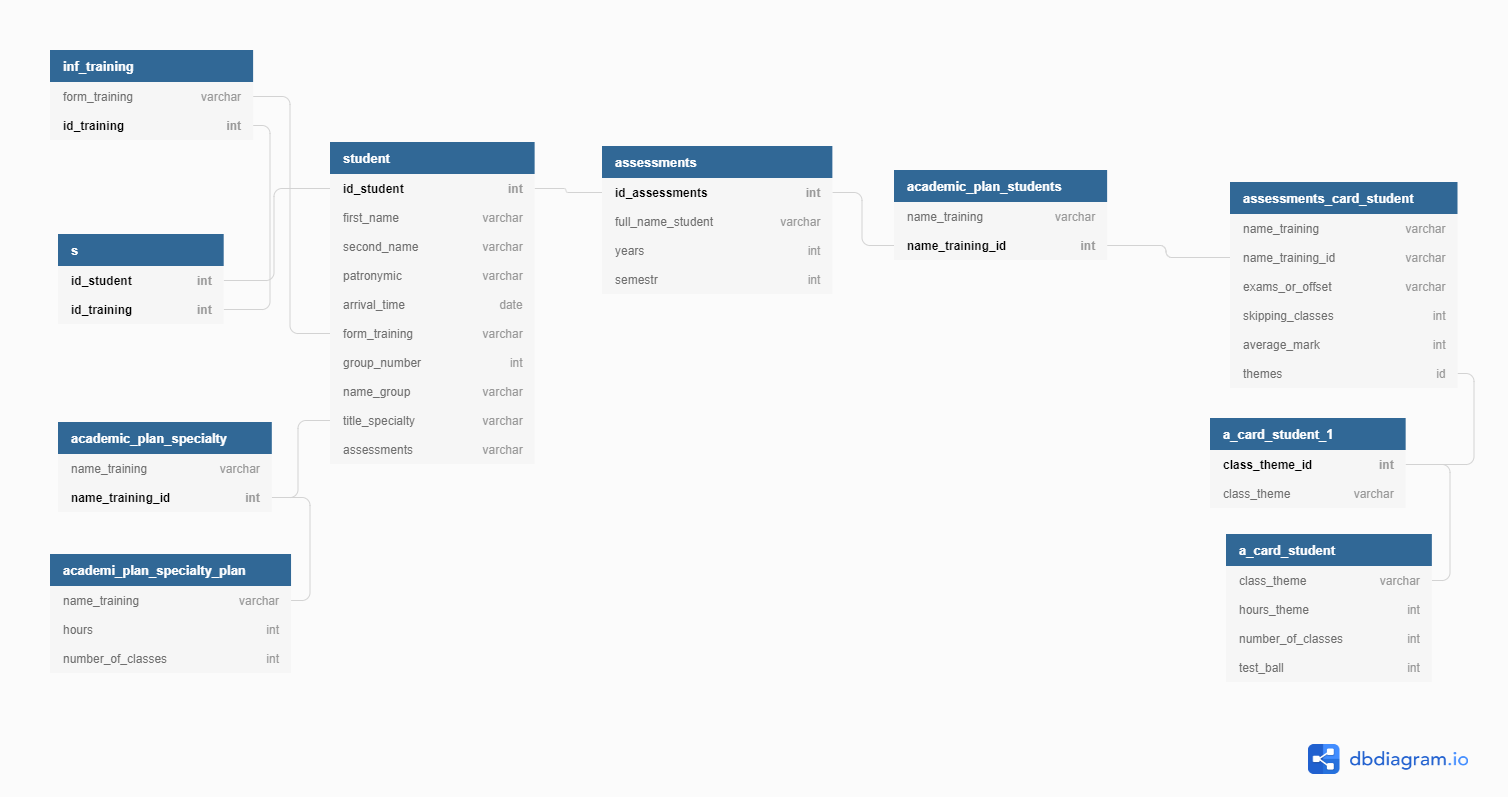 inf_training
form_training varchar
id_training int
s
id_student int
id_training int
academic_plan_specialty
name_training varchar
name_training_id int
academi_plan_specialty_plan
name_training varchar
hours int
number_of_classes int
student
id_student int
first_name varchar
second_name varchar
patronymic varchar
arrival_time date
form_training varchar
group_number int
name_group varchar
title_specialty varchar
assessments varchar
assessments
id_assessments int
full_name_student varchar
years int
semestr int
academic_plan_students
name_training varchar
name_training_id int
assessments_card_student
name_training varchar
name_training_id varchar
exams_or_offset varchar
skipping_classes int
average_mark int
themes id
a_card_student_1
class_theme_id int
class_theme varchar
a_card_student
class_theme varchar
hours_theme int
number_of_classes int
test_ball int
dbdiagram.io